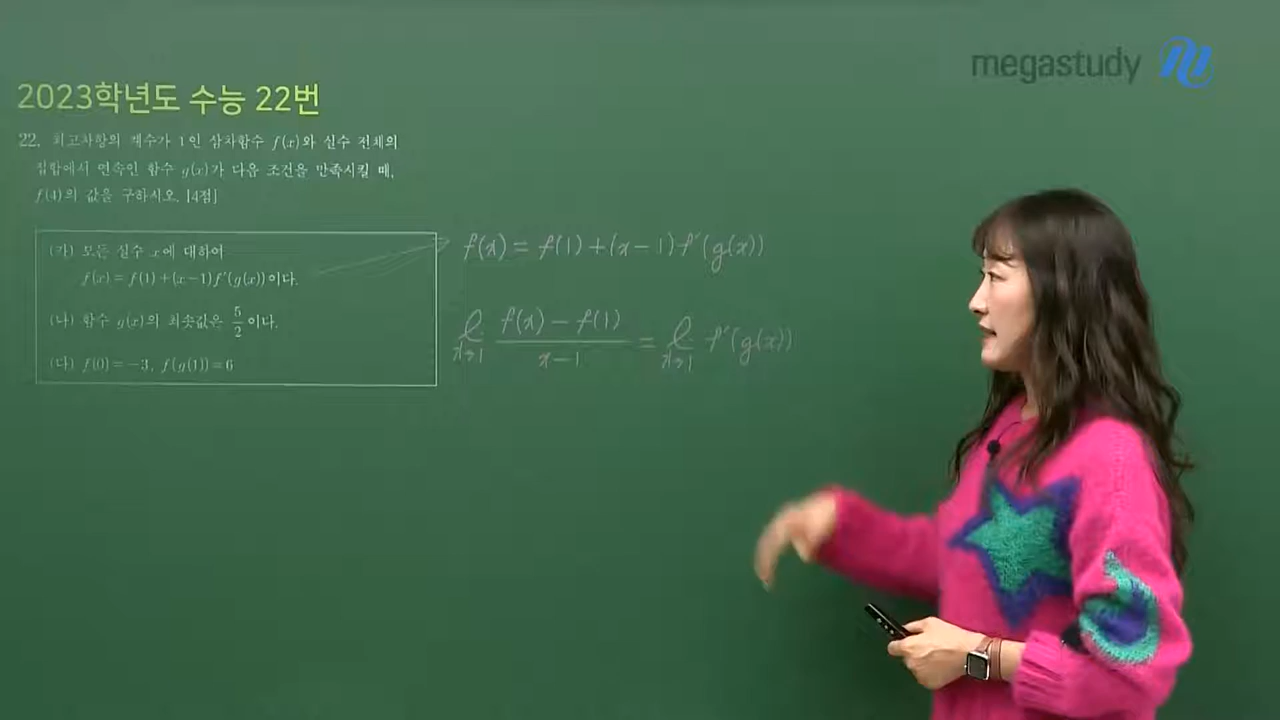 megastudy
2023학년도 수능 22번
22. 최고차항의 계수가 1인 삼차함수 f(x)와 실수 전체의
집합에서 연속인 함수 g(x)가 다음 조건을 만족시킬 때,
f(4)의 값을 구하시오. [4점]
(가) 모든 실수 x에 대하여
f(x)=f(1)+(x-1)f'(g(x))이다.
(나) 함수 g(x)의 최솟값은 5/2이다.
(다) f(0)=-3, f(g(1))=6
f(x) = f(1)+(x-1)f'(g(x))
lim x→1 (f(x)-f(1))/(x-1) = lim x→1 f'(g(x))